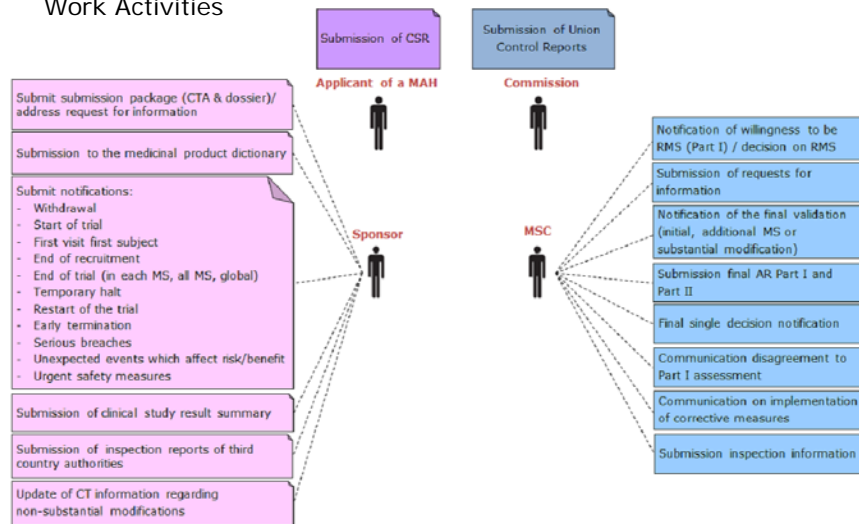 Work Activities
Submission of CSR
Submission of Union
Control Reports
Applicant of a MAH
Commission
Submit submission package (CTA & dossier)/
address request for information
Submission to the medicinal product dictionary
Submit notifications:
- Withdrawal
- Start of trial
- First visit first subject
- End of recruitment
- End of trial (in each MS, all MS, global)
- Temporary halt
- Restart of the trial
- Early termination
- Serious breaches
- Unexpected events which affect risk/benefit
- Urgent safety measures
Submission of clinical study result summary
Submission of inspection reports of third
country authorities
Update of CT information regarding
non-substantial modifications
Sponsor
MSC
Notification of willingness to be
RMS (Part I) / decision on RMS
Submission of requests for
information
Notification of the final validation
(initial, additional MS or
substantial modification)
Submission final AR Part I and
Part II
Final single decision notification
Communication disagreement to
Part I assessment
Communication on implementation
of corrective measures
Submission inspection information